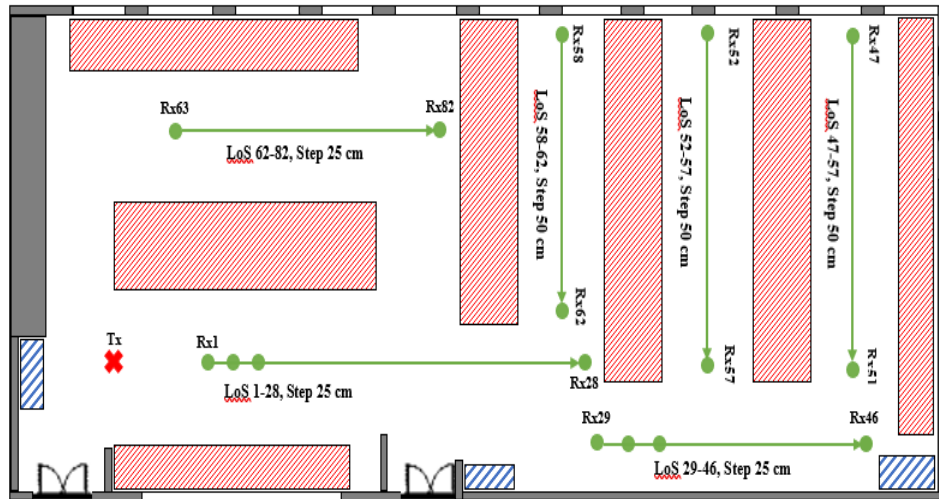 Rx63
Rx82
LoS 62-82, Step 25 cm
Rx58
LoS 58-62, Step 50 cm
Rx62
Rx52
LoS 52-57, Step 50 cm
Rx57
Rx47
LoS 47-57, Step 50 cm
Rx51
Tx
Rx1
LoS 1-28, Step 25 cm
Rx28
Rx29
Rx46
LoS 29-46, Step 25 cm